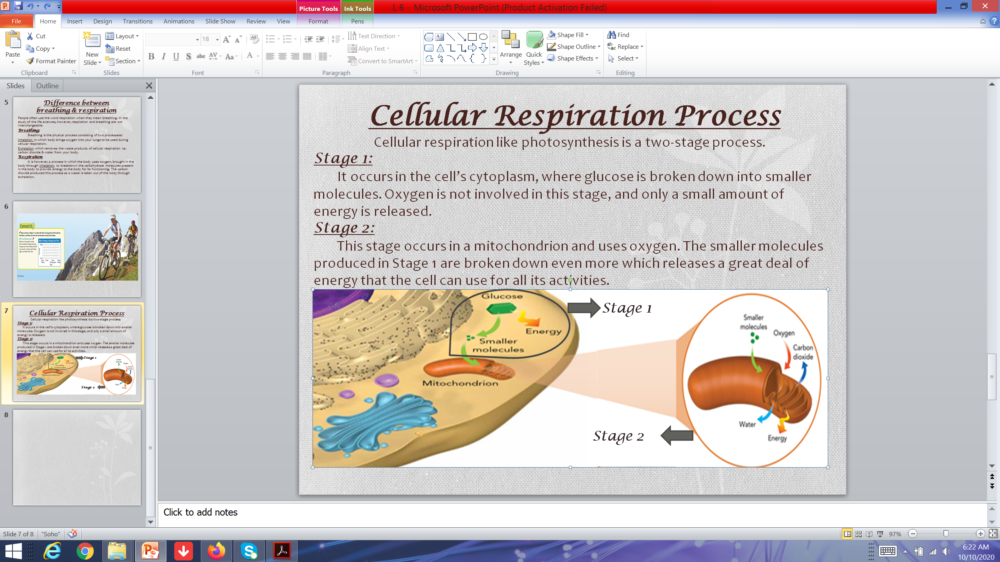 L 6 - Microsoft PowerPoint (Product Activation Failed)
Picture Tools
Ink Tools
File
Home
Insert
Design
Transitions
Animations
Slide Show
Review
View
Format
Pens
Paste
Cut
Copy
Format Painter
Clipboard
New
Slide
Layout
Reset
Section
Slides
18
Font
Text Direction
Align Text
Convert to SmartArt
Paragraph
Arrange
Quick
Styles
Shape Fill
Shape Outline
Shape Effects
Drawing
Find
Replace
Select
Editing
Slides
Outline
5
Difference between
breathing & respiration
People often use the word respiration when they mean breathing. In the
study of the life sciences, however, respiration and breathing are not
interchangeable.
Breathing:
Breathing is the physical process consisting of two processess:
Inhalation in which body brings oxygen into your lungs to be used during
cellular respiration.
Exhalation which removes the waste products of cellular respiration i.e.
carbon dioxide & water from your body.
Respiration:
It is however, a process in which the body uses oxygen, brought in the
body through inhalation, to breakdown the carbohydrate molecules present
in the body to provide energy to the body for its functioning. The carbon
dioxide produced this process as a waste is taken out of the body through
exhalation.
6
Connect It!
7
Cellular Respiration Process
Cellular respiration like photosynthesis is a two-stage process.
Stage 1:
It occurs in the cell's cytoplasm, where glucose is broken down into smaller
molecules. Oxygen is not involved in this stage, and only a small amount of
energy is released.
Stage 2:
This stage occurs in a mitochondrion and uses oxygen. The smaller molecules
produced in Stage 1 are broken down even more which releases a great deal of
energy that the cell can use for all its activities.
Glucose
Energy
Smaller
molecules
Mitochondrion
Stage 1
Stage 2
Smaller
molecules
Oxygen
Carbon
dioxide
Water
Energy
8
Cellular Respiration Process
Cellular respiration like photosynthesis is a two-stage process.
Stage 1:
It occurs in the cell’s cytoplasm, where glucose is broken down into smaller
molecules. Oxygen is not involved in this stage, and only a small amount of
energy is released.
Stage 2:
This stage occurs in a mitochondrion and uses oxygen. The smaller molecules
produced in Stage 1 are broken down even more which releases a great deal of
energy that the cell can use for all its activities.
Glucose
Energy
Smaller
molecules
Mitochondrion
Stage 1
Smaller
molecules
Oxygen
Carbon
dioxide
Water
Energy
Stage 2
Click to add notes
Slide 7 of 8
"Soho"
97%
6:22 AM
10/10/2020